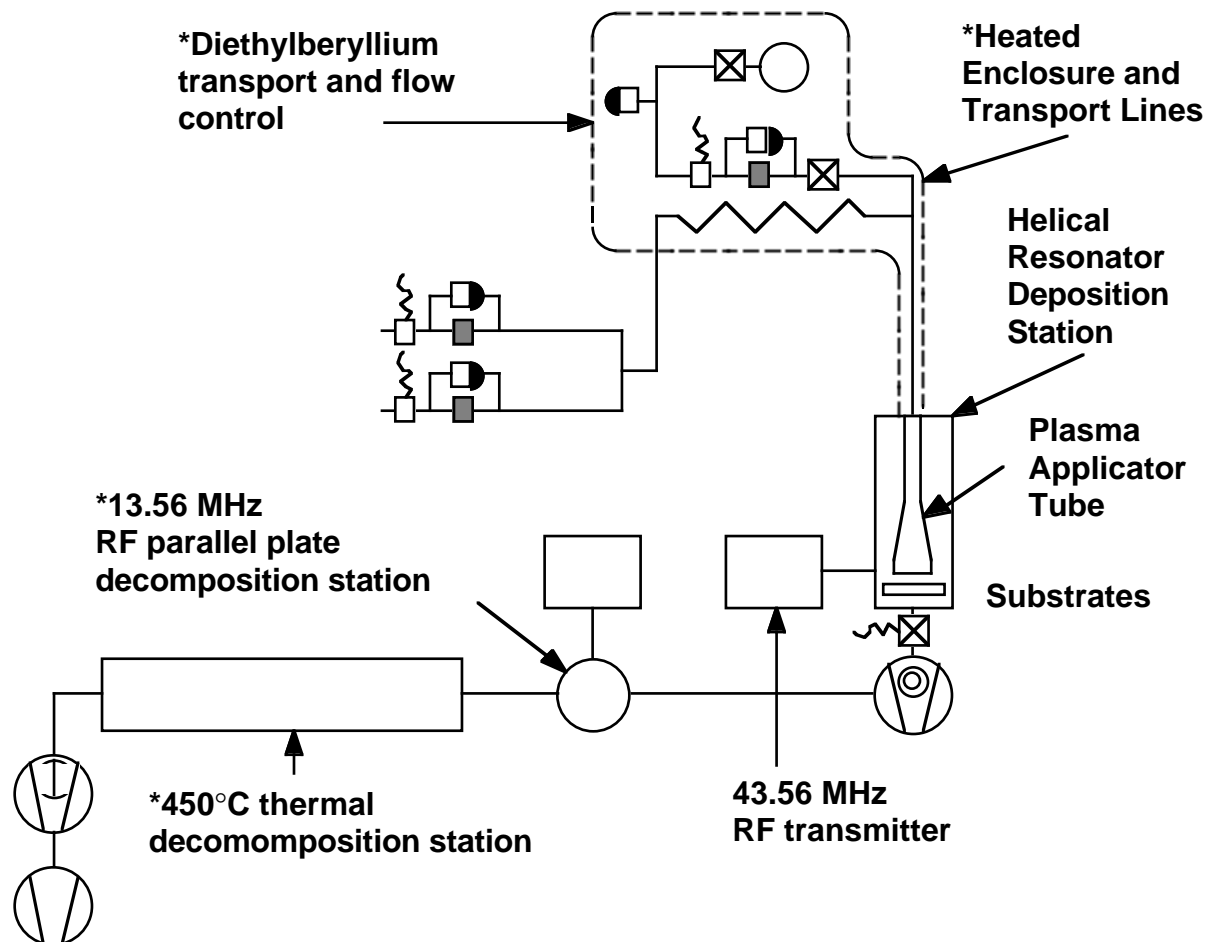 *Diethylberyllium
transport and flow
control
*Heated
Enclosure and
Transport Lines
Helical
Resonator
Deposition
Station
Plasma
Applicator
Tube
*13.56 MHz
RF parallel plate
decomposition station
Substrates
*450°C thermal
decomomposition station
43.56 MHz
RF transmitter